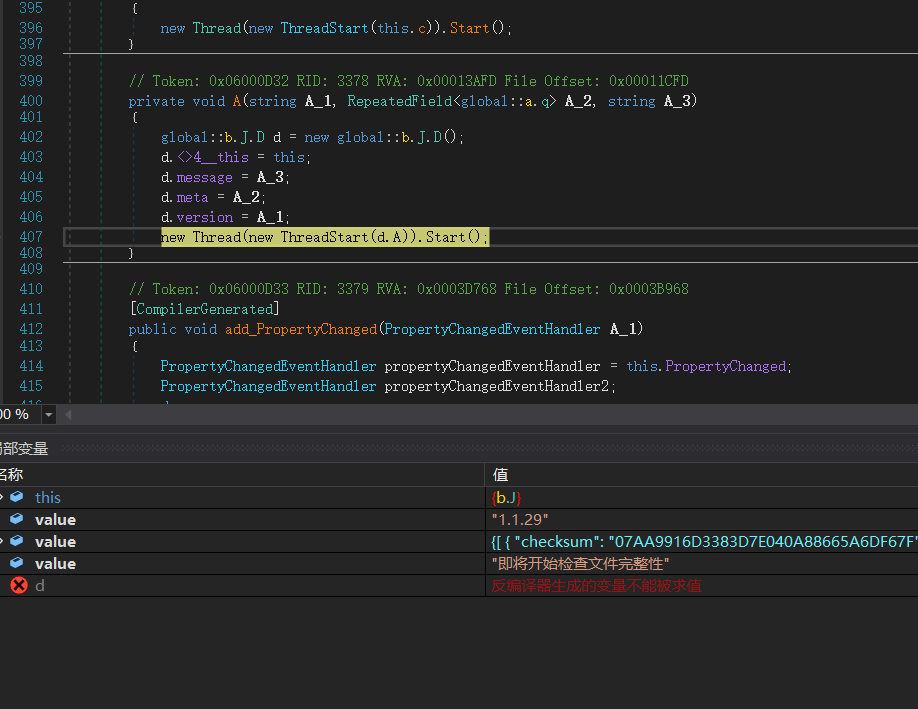 395 {
396 new Thread(new ThreadStart(this.c)).Start();
397 }
398
399 // Token: 0x06000D32 RID: 3378 RVA: 0x00013AFD File Offset: 0x00011CFD
400 private void A(string A_1, RepeatedField<global::a.q> A_2, string A_3)
401 {
402 global::b.J.D d = new global::b.J.D();
403 d.<>4__this = this;
404 d.message = A_3;
405 d.meta = A_2;
406 d.version = A_1;
407 new Thread(new ThreadStart(d.A)).Start();
408 }
409
410 // Token: 0x06000D33 RID: 3379 RVA: 0x0003D768 File Offset: 0x0003B968
411 [CompilerGenerated]
412 public void add_PropertyChanged(PropertyChangedEventHandler A_1)
413 {
414 PropertyChangedEventHandler propertyChangedEventHandler = this.PropertyChanged;
415 PropertyChangedEventHandler propertyChangedEventHandler2;
00 %
局部变量
名称 值
this {b.J}
value "1.1.29"
value {[ { "checksum": "07AA9916D3383D7E040A88665A6DF67F"
value "即将开始检查文件完整性"
d 反编译器生成的变量不能被求值